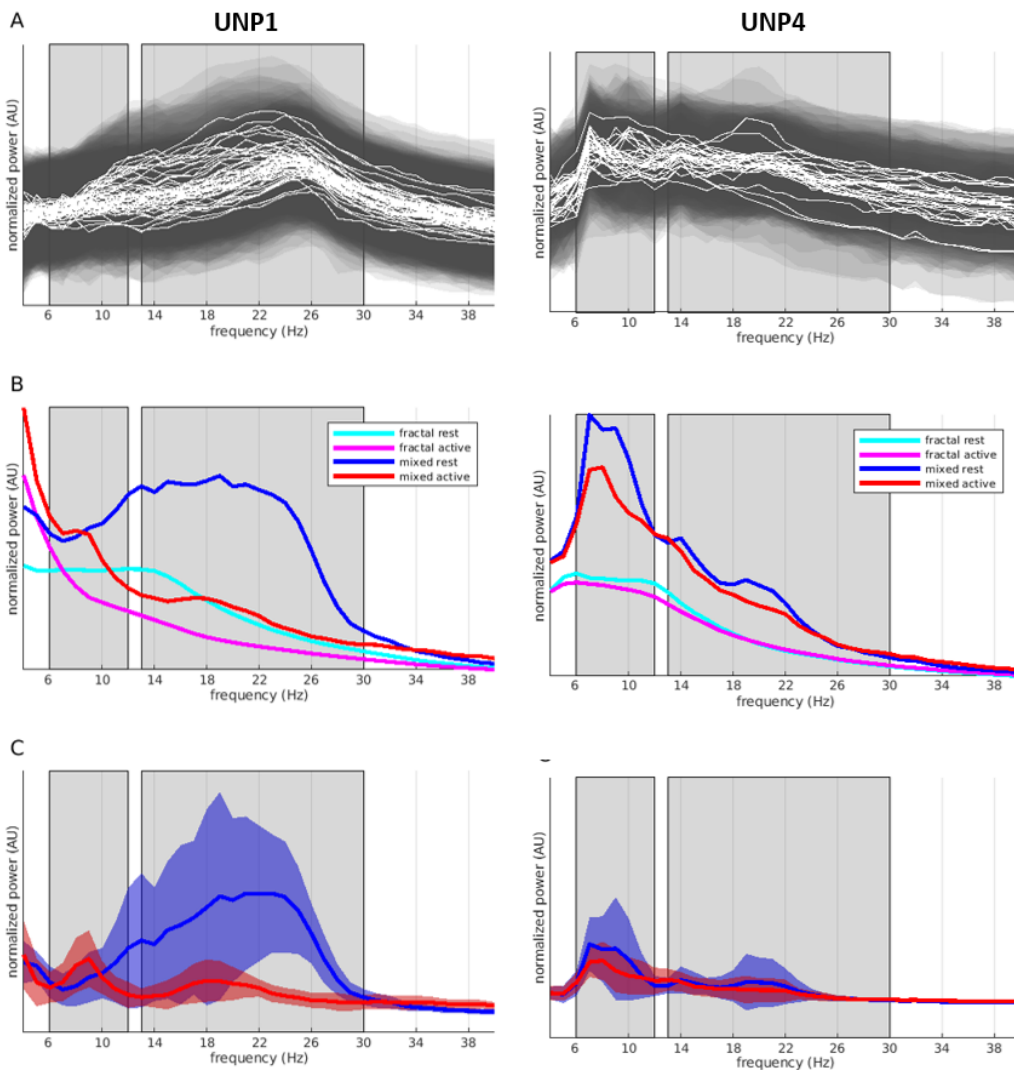 A
UNP1
UNP4
normalized power (AU)
6 10 14 18 22 26 30 34 38
frequency (Hz)
normalized power (AU)
6 10 14 18 22 26 30 34 38
frequency (Hz)
B
fractal rest
fractal active
mixed rest
mixed active
normalized power (AU)
6 10 14 18 22 26 30 34 38
frequency (Hz)
fractal rest
fractal active
mixed rest
mixed active
normalized power (AU)
6 10 14 18 22 26 30 34 38
frequency (Hz)
C
normalized power (AU)
6 10 14 18 22 26 30 34 38
frequency (Hz)
normalized power (AU)
6 10 14 18 22 26 30 34 38
frequency (Hz)